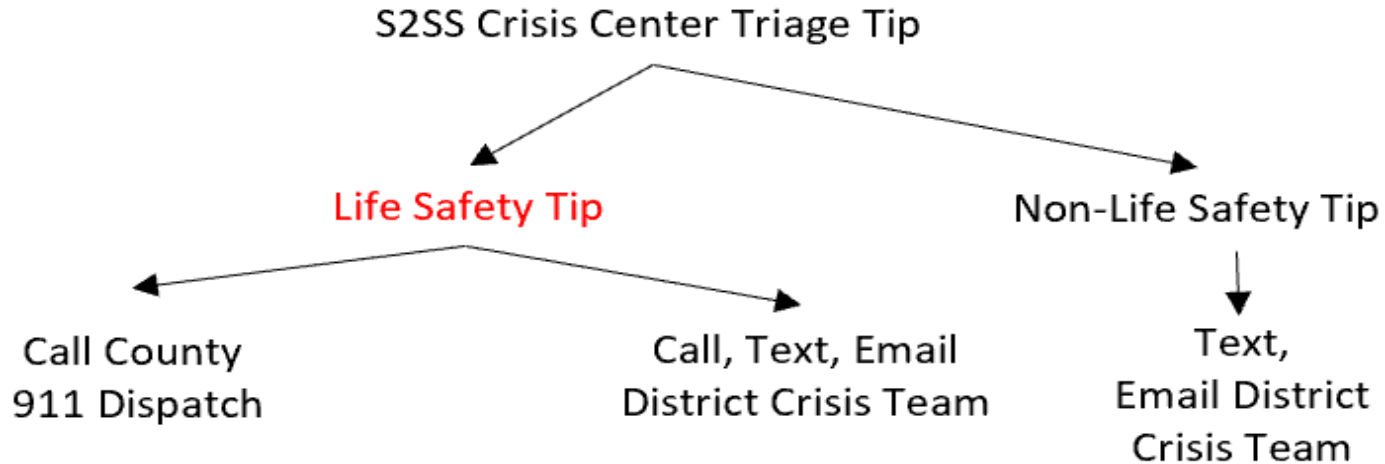 S2SS Crisis Center Triage Tip
Life Safety Tip
Non-Life Safety Tip
Call County
911 Dispatch
Call, Text, Email
District Crisis Team
Text,
Email District
Crisis Team